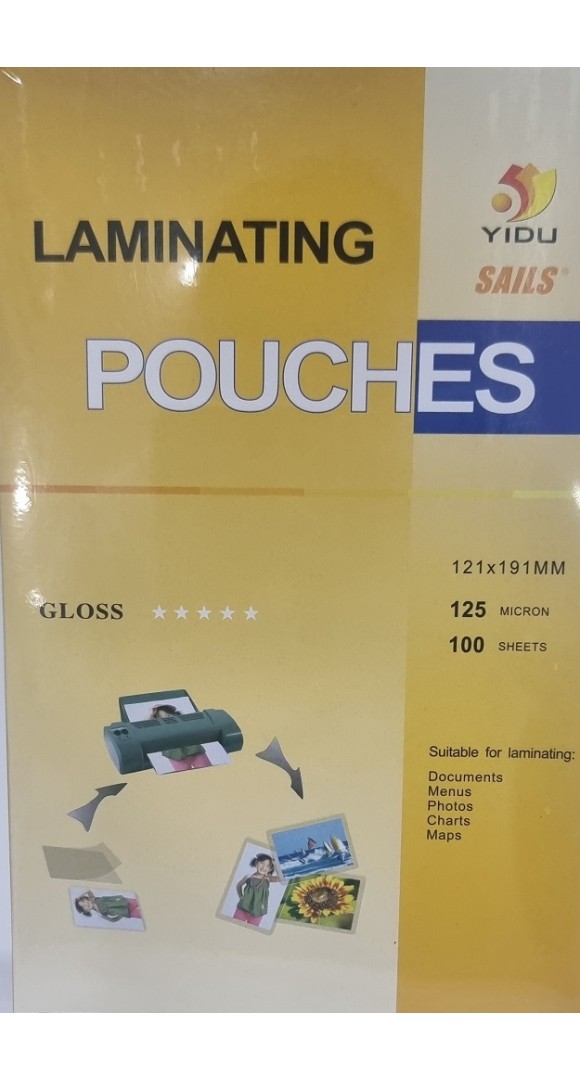 LAMINATING
YIDU
SAILS®
POUCHES
121x191MM
GLOSS ★★★★★
125 MICRON
100 SHEETS
Suitable for laminating:
Documents
Menus
Photos
Charts
Maps